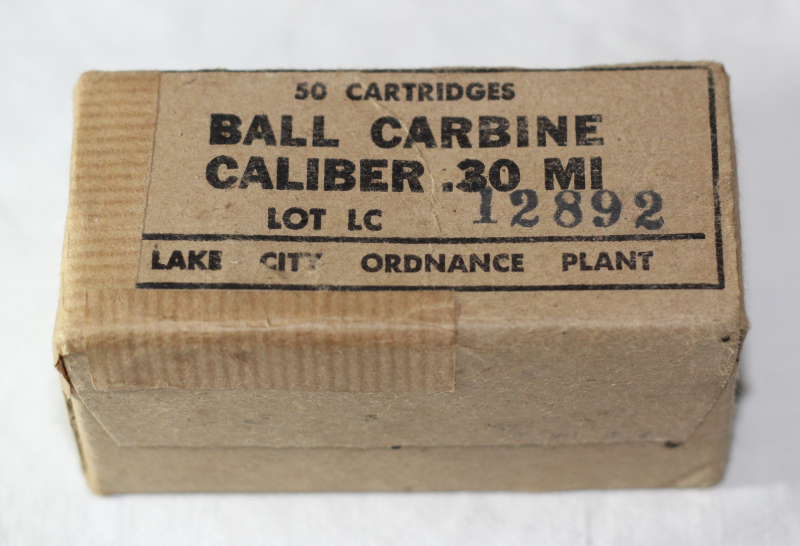 50 CARTRIDGES
BALL CARBINE
CALIBER .30 MI
LOT LC 12892
LAKE CITY ORDNANCE PLANT